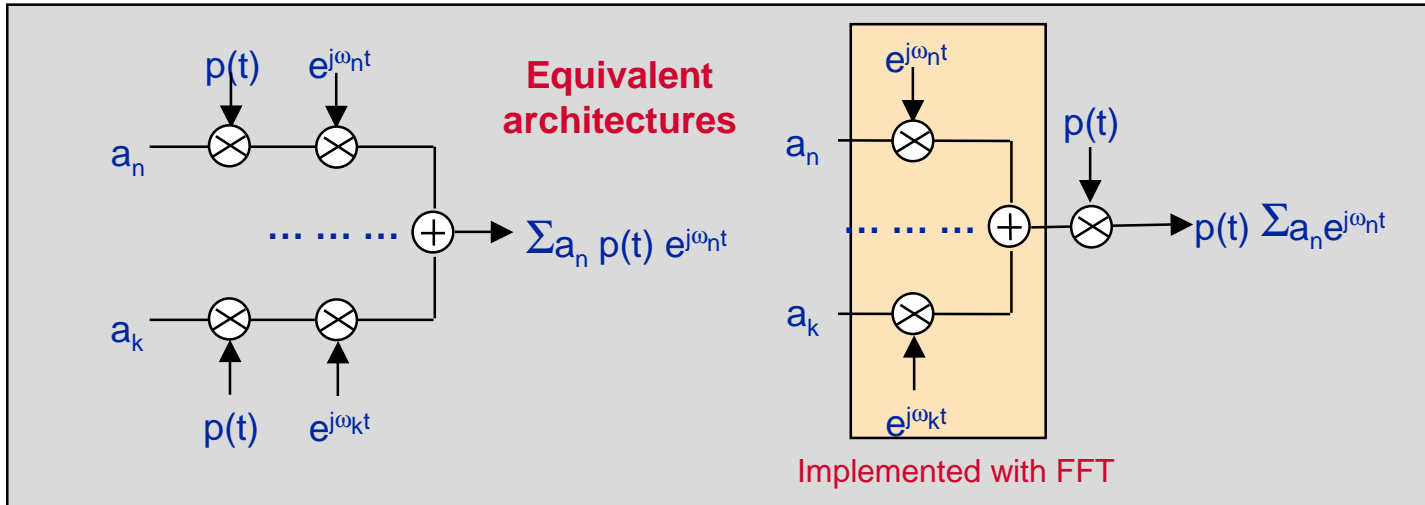 p(t) e^{jω_n t}
Equivalent
architectures
a_n
... ... ... + Σa_n p(t) e^{jω_n t}
a_k
p(t) e^{jω_k t}
e^{jω_n t}
p(t)
a_n
... ... ... + p(t) Σa_n e^{jω_n t}
a_k
e^{jω_k t}
Implemented with FFT